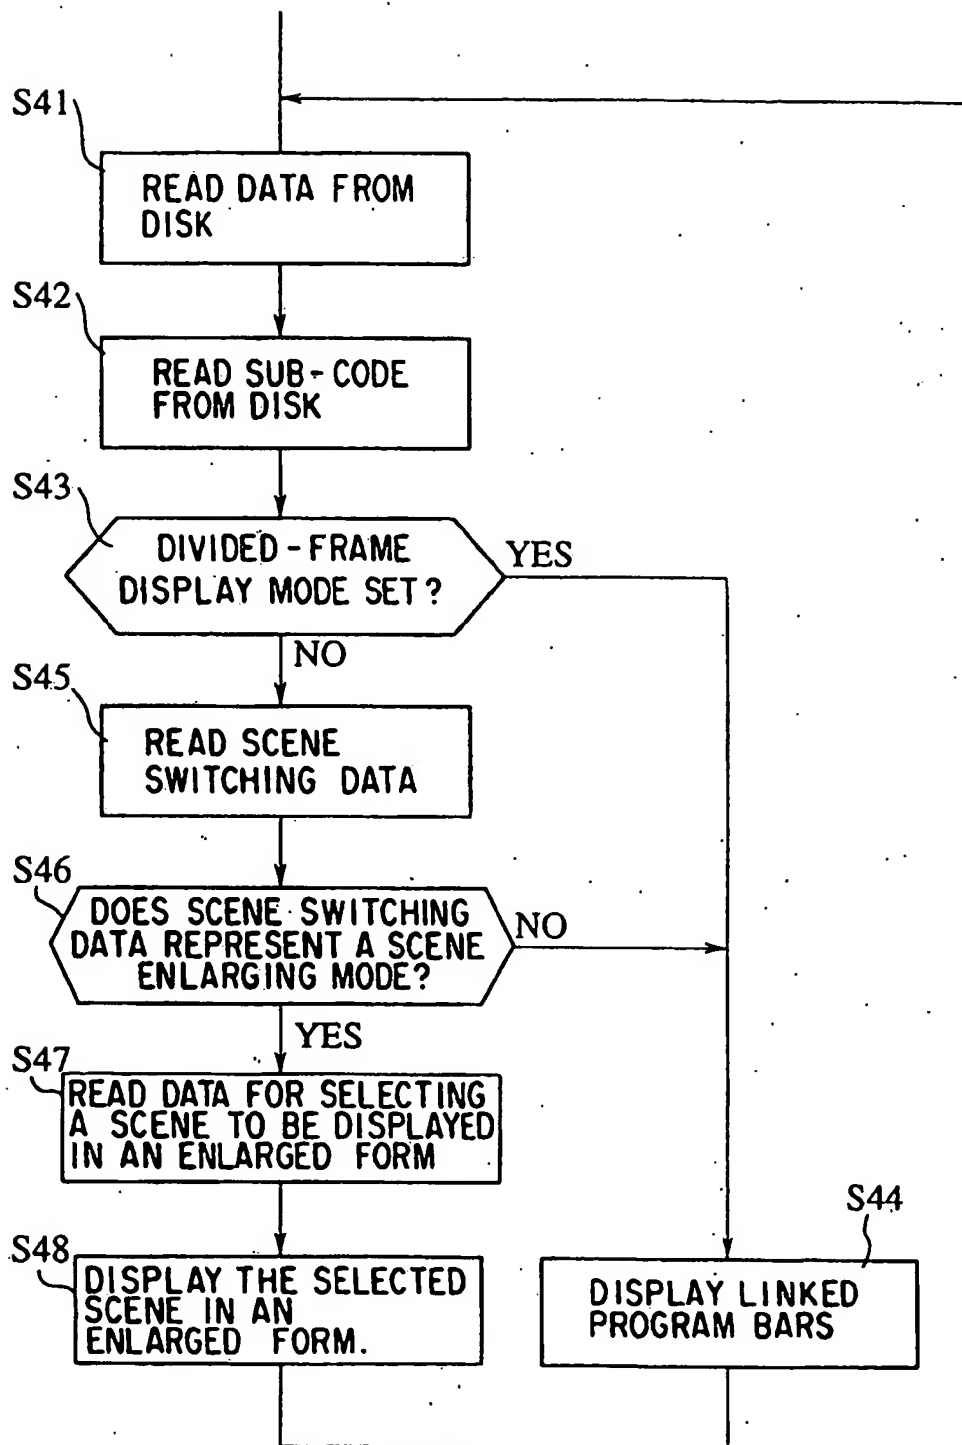 S41
READ DATA FROM
DISK
S42
READ SUB-CODE
FROM DISK
S43
DIVIDED-FRAME
DISPLAY MODE SET?
YES
NO
S45
READ SCENE
SWITCHING DATA
S46
DOES SCENE SWITCHING
DATA REPRESENT A SCENE
ENLARGING MODE?
NO
YES
S47
READ DATA FOR SELECTING
A SCENE TO BE DISPLAYED
IN AN ENLARGED FORM
S48
DISPLAY THE SELECTED
SCENE IN AN
ENLARGED FORM.
S44
DISPLAY LINKED
PROGRAM BARS